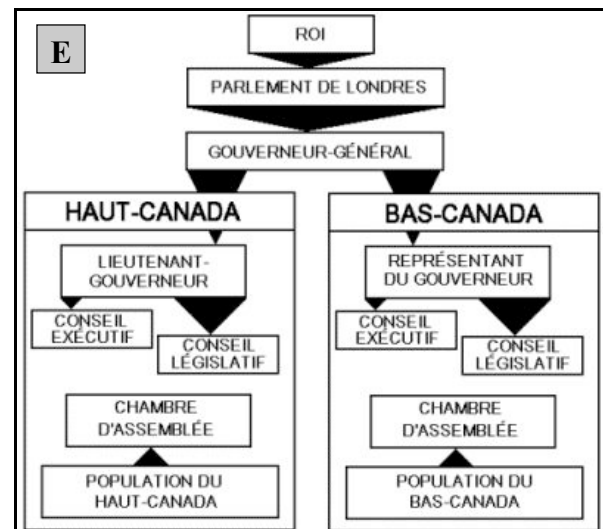 E
ROI
PARLEMENT DE LONDRES
GOUVERNEUR-GÉNÉRAL
HAUT-CANADA
LIEUTENANT-
GOUVERNEUR
CONSEIL
EXÉCUTIF
CONSEIL
LÉGISLATIF
CHAMBRE
D'ASSEMBLÉE
POPULATION DU
HAUT-CANADA
BAS-CANADA
REPRÉSENTANT
DU GOUVERNEUR
CONSEIL
EXÉCUTIF
CONSEIL
LÉGISLATIF
CHAMBRE
D'ASSEMBLÉE
POPULATION DU
BAS-CANADA